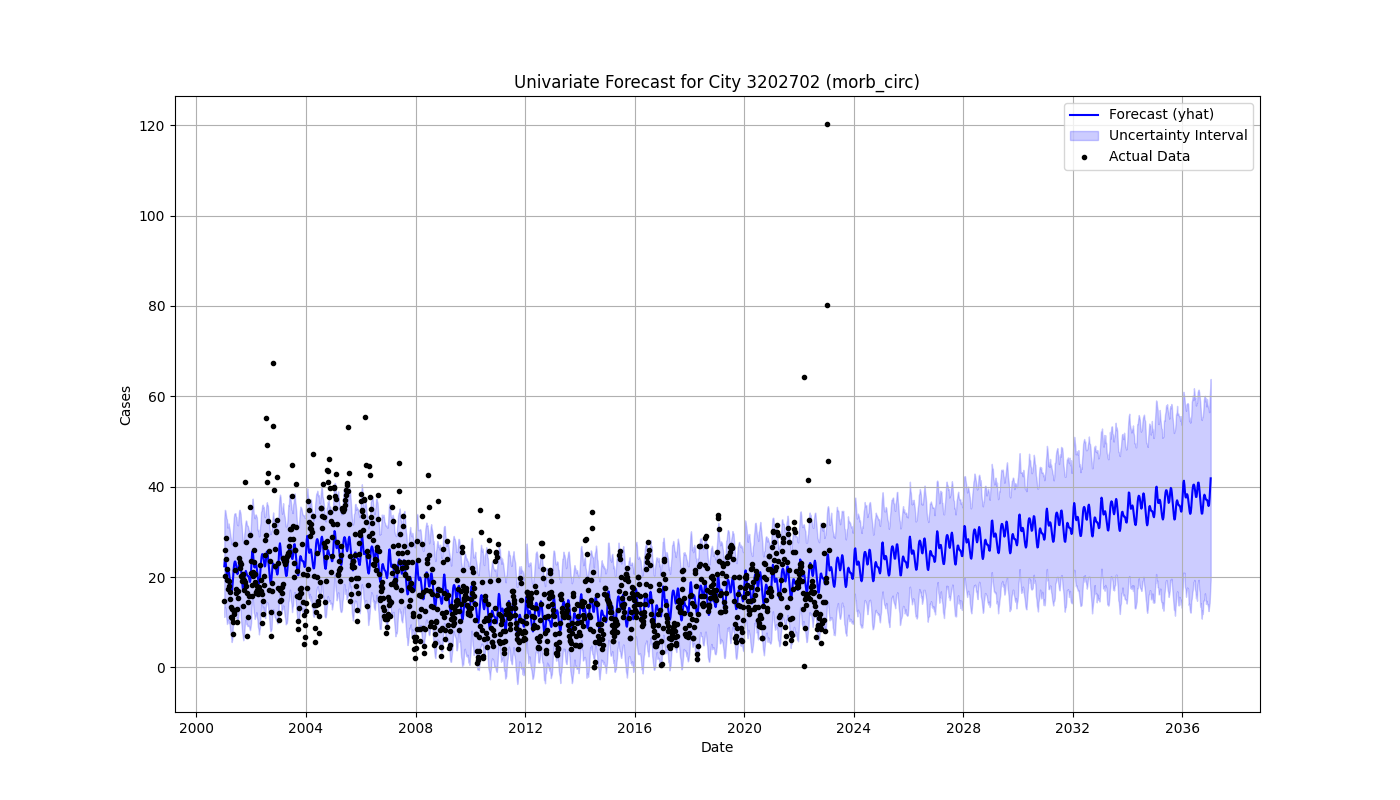 Univariate Forecast for City 3202702 (morb_circ)
Forecast (yhat)
Uncertainty Interval
Actual Data
120
100
80
60
40
20
0
Cases
2000 2004 2008 2012 2016 2020 2024 2028 2032 2036
Date